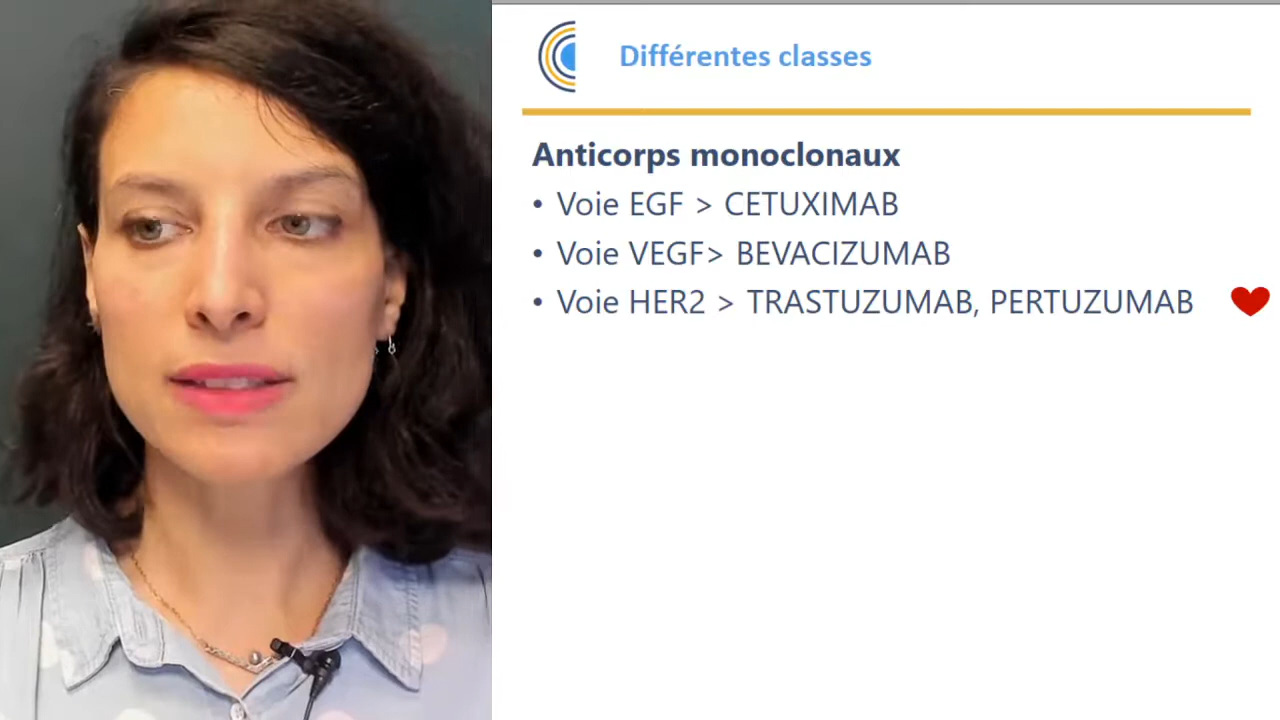 Différentes classes
Anticorps monoclonaux
• Voie EGF > CETUXIMAB
• Voie VEGF> BEVACIZUMAB
• Voie HER2 > TRASTUZUMAB, PERTUZUMAB